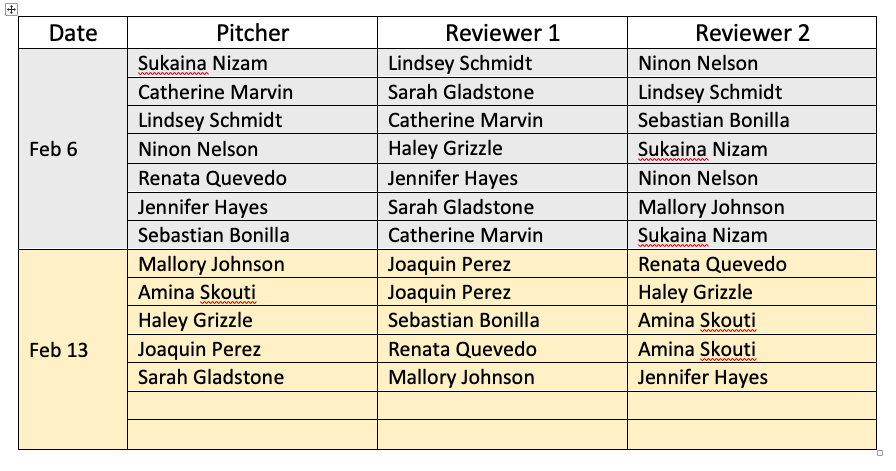 Date Pitcher Reviewer 1 Reviewer 2
Sukaina Nizam Lindsey Schmidt Ninon Nelson
Catherine Marvin Sarah Gladstone Lindsey Schmidt
Lindsey Schmidt Catherine Marvin Sebastian Bonilla
Feb 6 Ninon Nelson Haley Grizzle Sukaina Nizam
Renata Quevedo Jennifer Hayes Ninon Nelson
Jennifer Hayes Sarah Gladstone Mallory Johnson
Sebastian Bonilla Catherine Marvin Sukaina Nizam
Mallory Johnson Joaquin Perez Renata Quevedo
Amina Skouti Joaquin Perez Haley Grizzle
Haley Grizzle Sebastian Bonilla Amina Skouti
Feb 13 Joaquin Perez Renata Quevedo Amina Skouti
Sarah Gladstone Mallory Johnson Jennifer Hayes